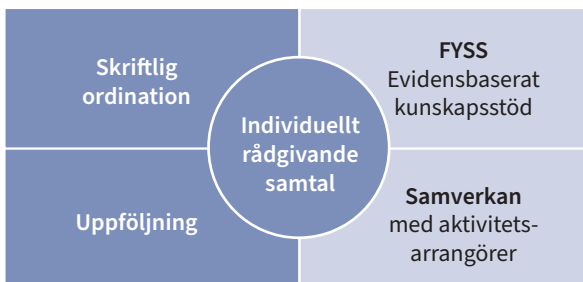 Skriftlig
ordination
FYSS
Evidensbaserat
kunskapsstöd
Individuellt
rådgivande
samtal
Uppföljning
Samverkan
med aktivitets-
arrangörer